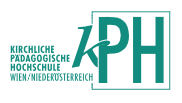 KIRCHLICHE
PÄDAGOGISCHE
HOCHSCHULE
WIEN/NIEDERÖSTERREICH
kPH